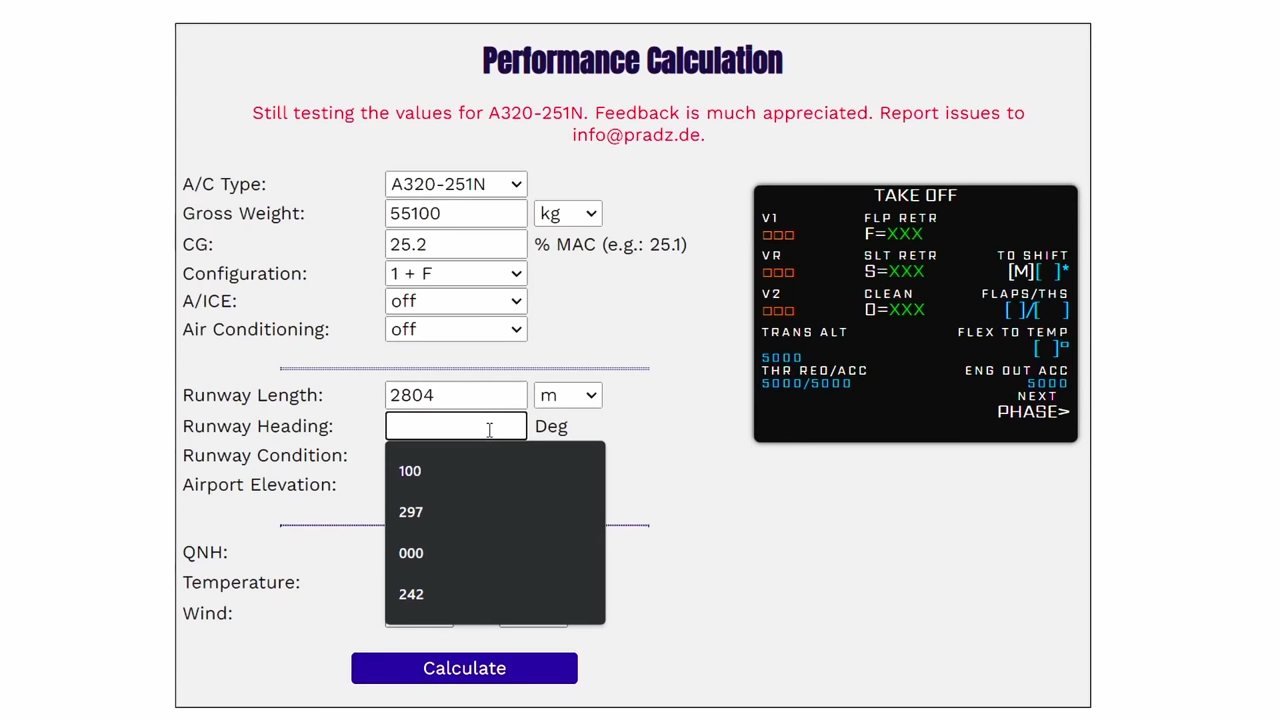 Performance Calculation
Still testing the values for A320-251N. Feedback is much appreciated. Report issues to
info@pradz.de.
A/C Type: A320-251N
Gross Weight: 55100 kg
CG: 25.2 % MAC (e.g.: 25.1)
Configuration: 1 + F
A/ICE: off
Air Conditioning: off
Runway Length: 2804 m
Runway Heading: Deg
Runway Condition:
Airport Elevation:
100
297
000
242
QNH:
Temperature:
Wind:
Calculate
TAKE OFF
V1 FLP RETR
□□□ F=XXX
VR SLT RETR TO SHIFT
□□□ S=XXX [M][ ]*
V2 CLEAN FLAPS/THS
□□□ O=XXX [ ]/[ ]
TRANS ALT FLEX TO TEMP
5000 [ ]°
THR RED/ACC ENG OUT ACC
5000/5000 5000
NEXT
PHASE>